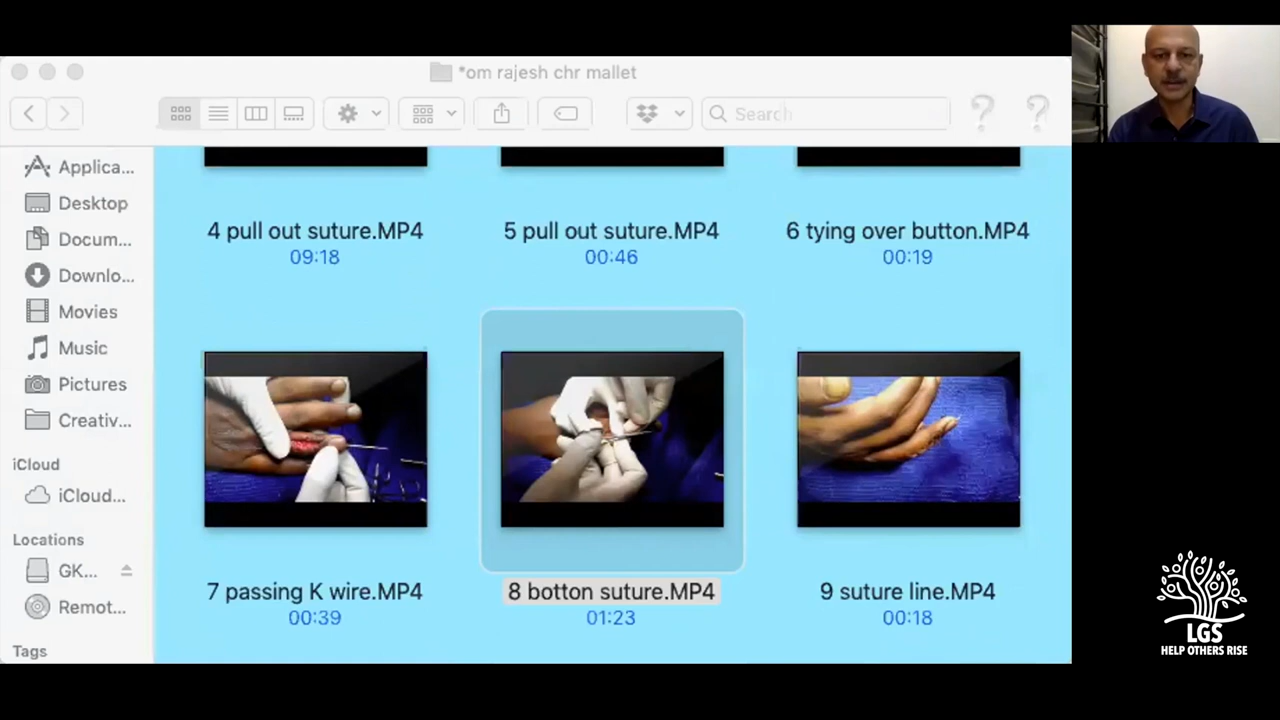 *om rajesh chr mallet
Search
Applica...
Desktop
Docum...
Downlo...
Movies
Music
Pictures
Creativ...
iCloud
iCloud...
Locations
GK...
Remot...
Tags
4 pull out suture.MP4
09:18
5 pull out suture.MP4
00:46
6 tying over button.MP4
00:19
7 passing K wire.MP4
00:39
8 botton suture.MP4
01:23
9 suture line.MP4
00:18
LGS
HELP OTHERS RISE